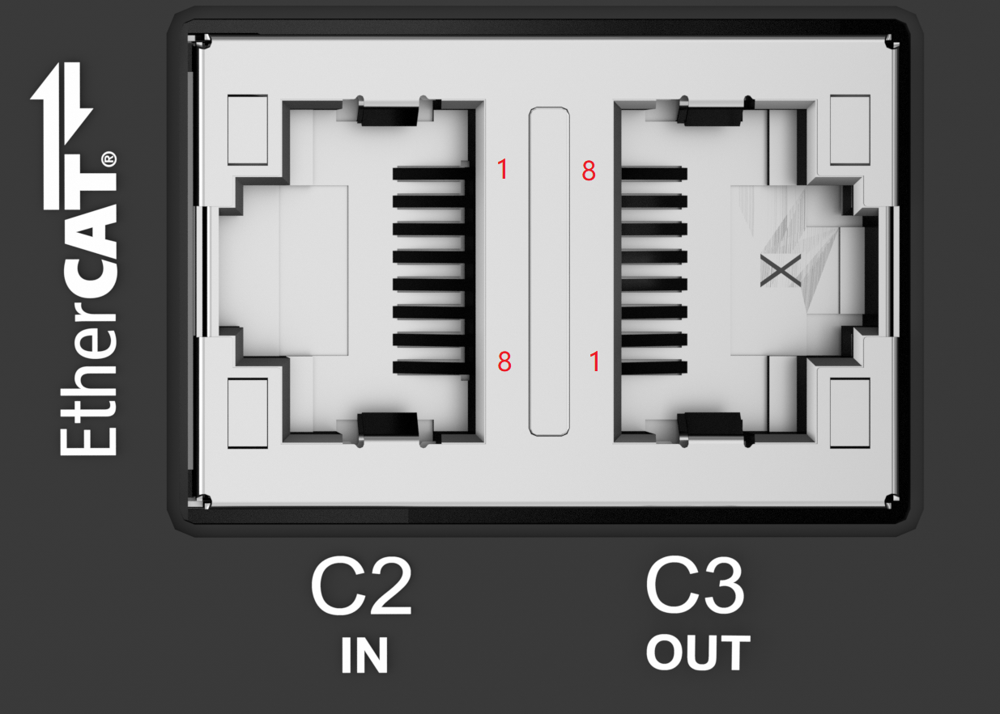 EtherCAT®
1 8
8 1
C2 C3
IN OUT